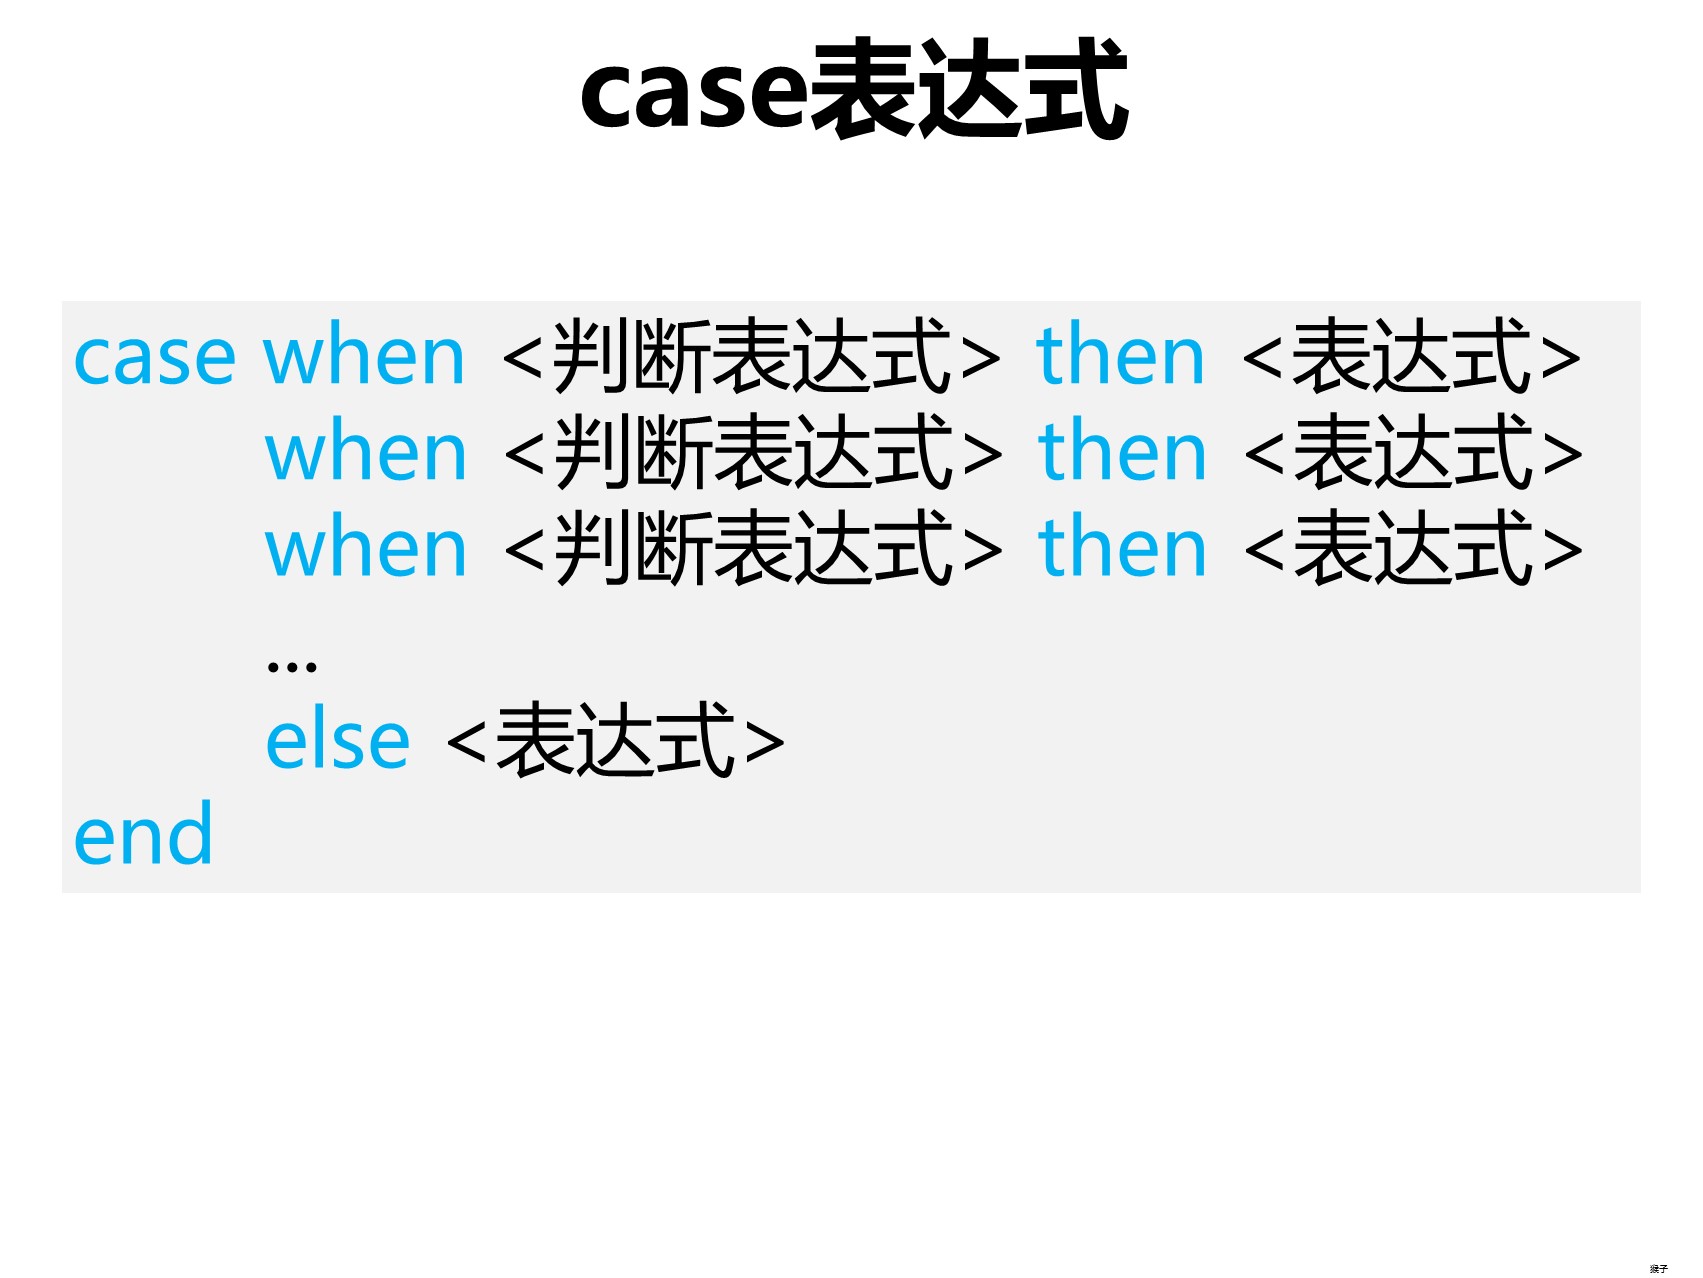 case表达式
case when <判断表达式> then <表达式>
when <判断表达式> then <表达式>
when <判断表达式> then <表达式>
...
else <表达式>
end
猴子